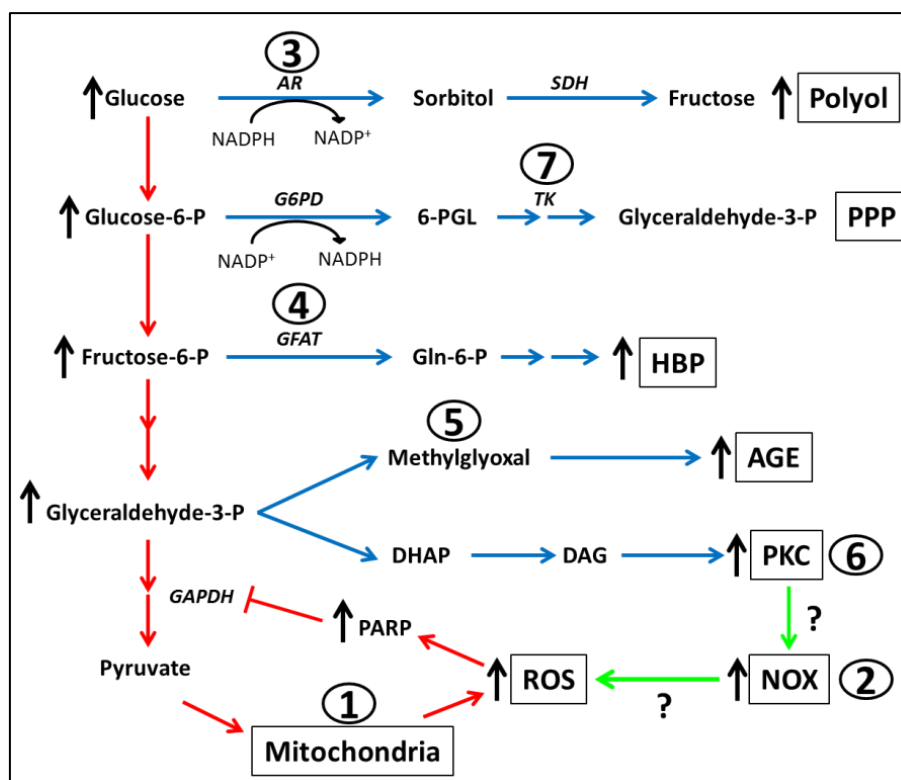 3
AR
Glucose
Sorbitol
SDH
Fructose
Polyol
NADPH
NADP+
7
G6PD
TK
Glucose-6-P
6-PGL
Glyceraldehyde-3-P
PPP
NADP+
NADPH
4
GFAT
Fructose-6-P
Gln-6-P
HBP
5
Methylglyoxal
AGE
Glyceraldehyde-3-P
DHAP
DAG
PKC
6
GAPDH
PARP
?
Pyruvate
ROS
NOX
2
?
1
Mitochondria